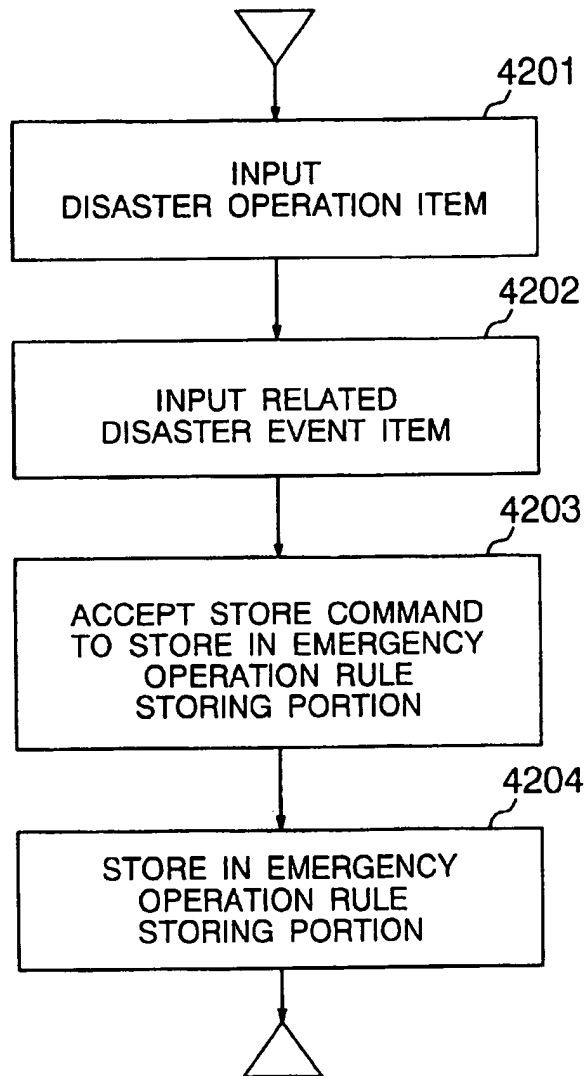 4201
INPUT
DISASTER OPERATION ITEM
4202
INPUT RELATED
DISASTER EVENT ITEM
4203
ACCEPT STORE COMMAND
TO STORE IN EMERGENCY
OPERATION RULE
STORING PORTION
4204
STORE IN EMERGENCY
OPERATION RULE
STORING PORTION